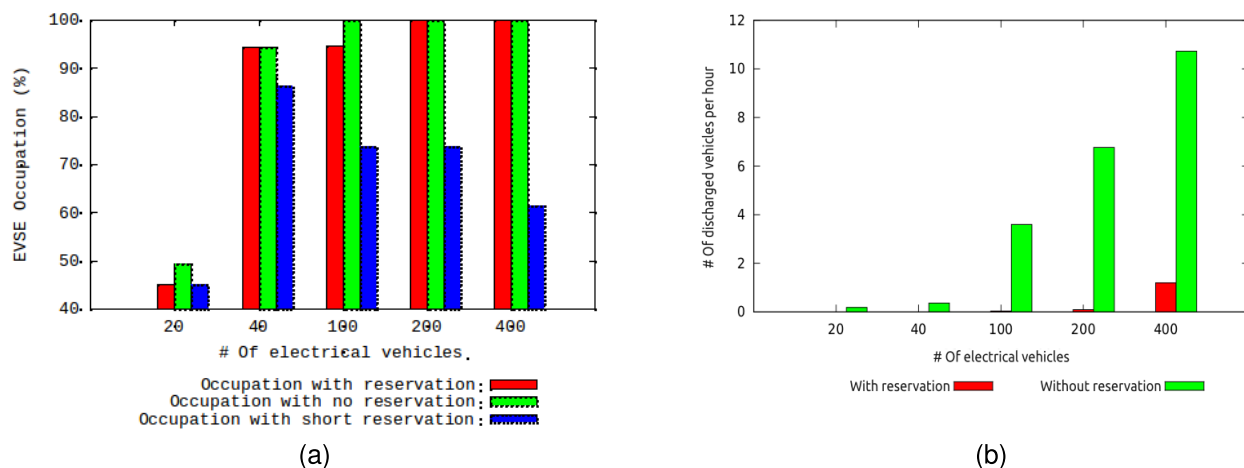 100
90
80
70
60
50
40
EVSE Occupation (%)
20 40 100 200 400
# Of electrical vehicles.
Occupation with reservation:
Occupation with no reservation:
Occupation with short reservation:
(a)
12
10
8
6
4
2
0
# Of discharged vehicles per hour
20 40 100 200 400
# Of electrical vehicles
With reservation Without reservation
(b)